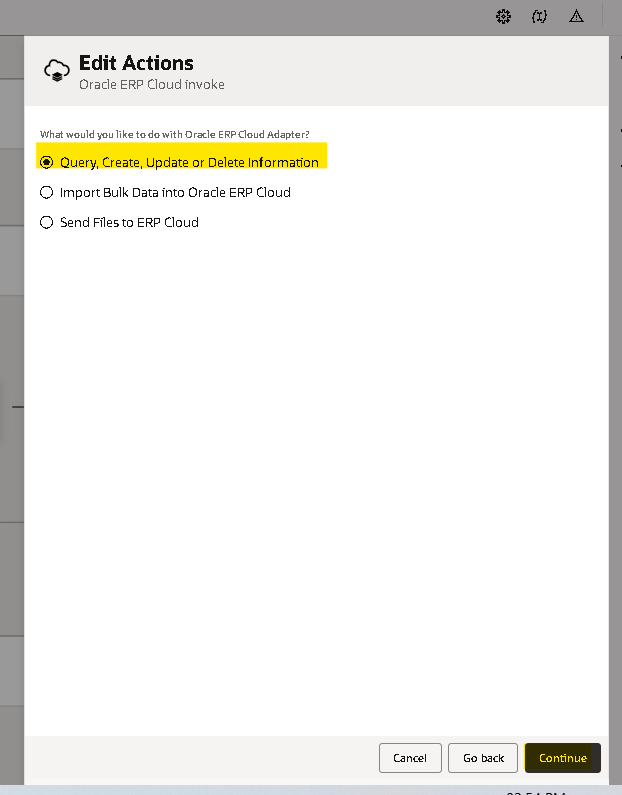 Edit Actions
Oracle ERP Cloud invoke
What would you like to do with Oracle ERP Cloud Adapter?
Query, Create, Update or Delete Information
Import Bulk Data into Oracle ERP Cloud
Send Files to ERP Cloud
Cancel
Go back
Continue